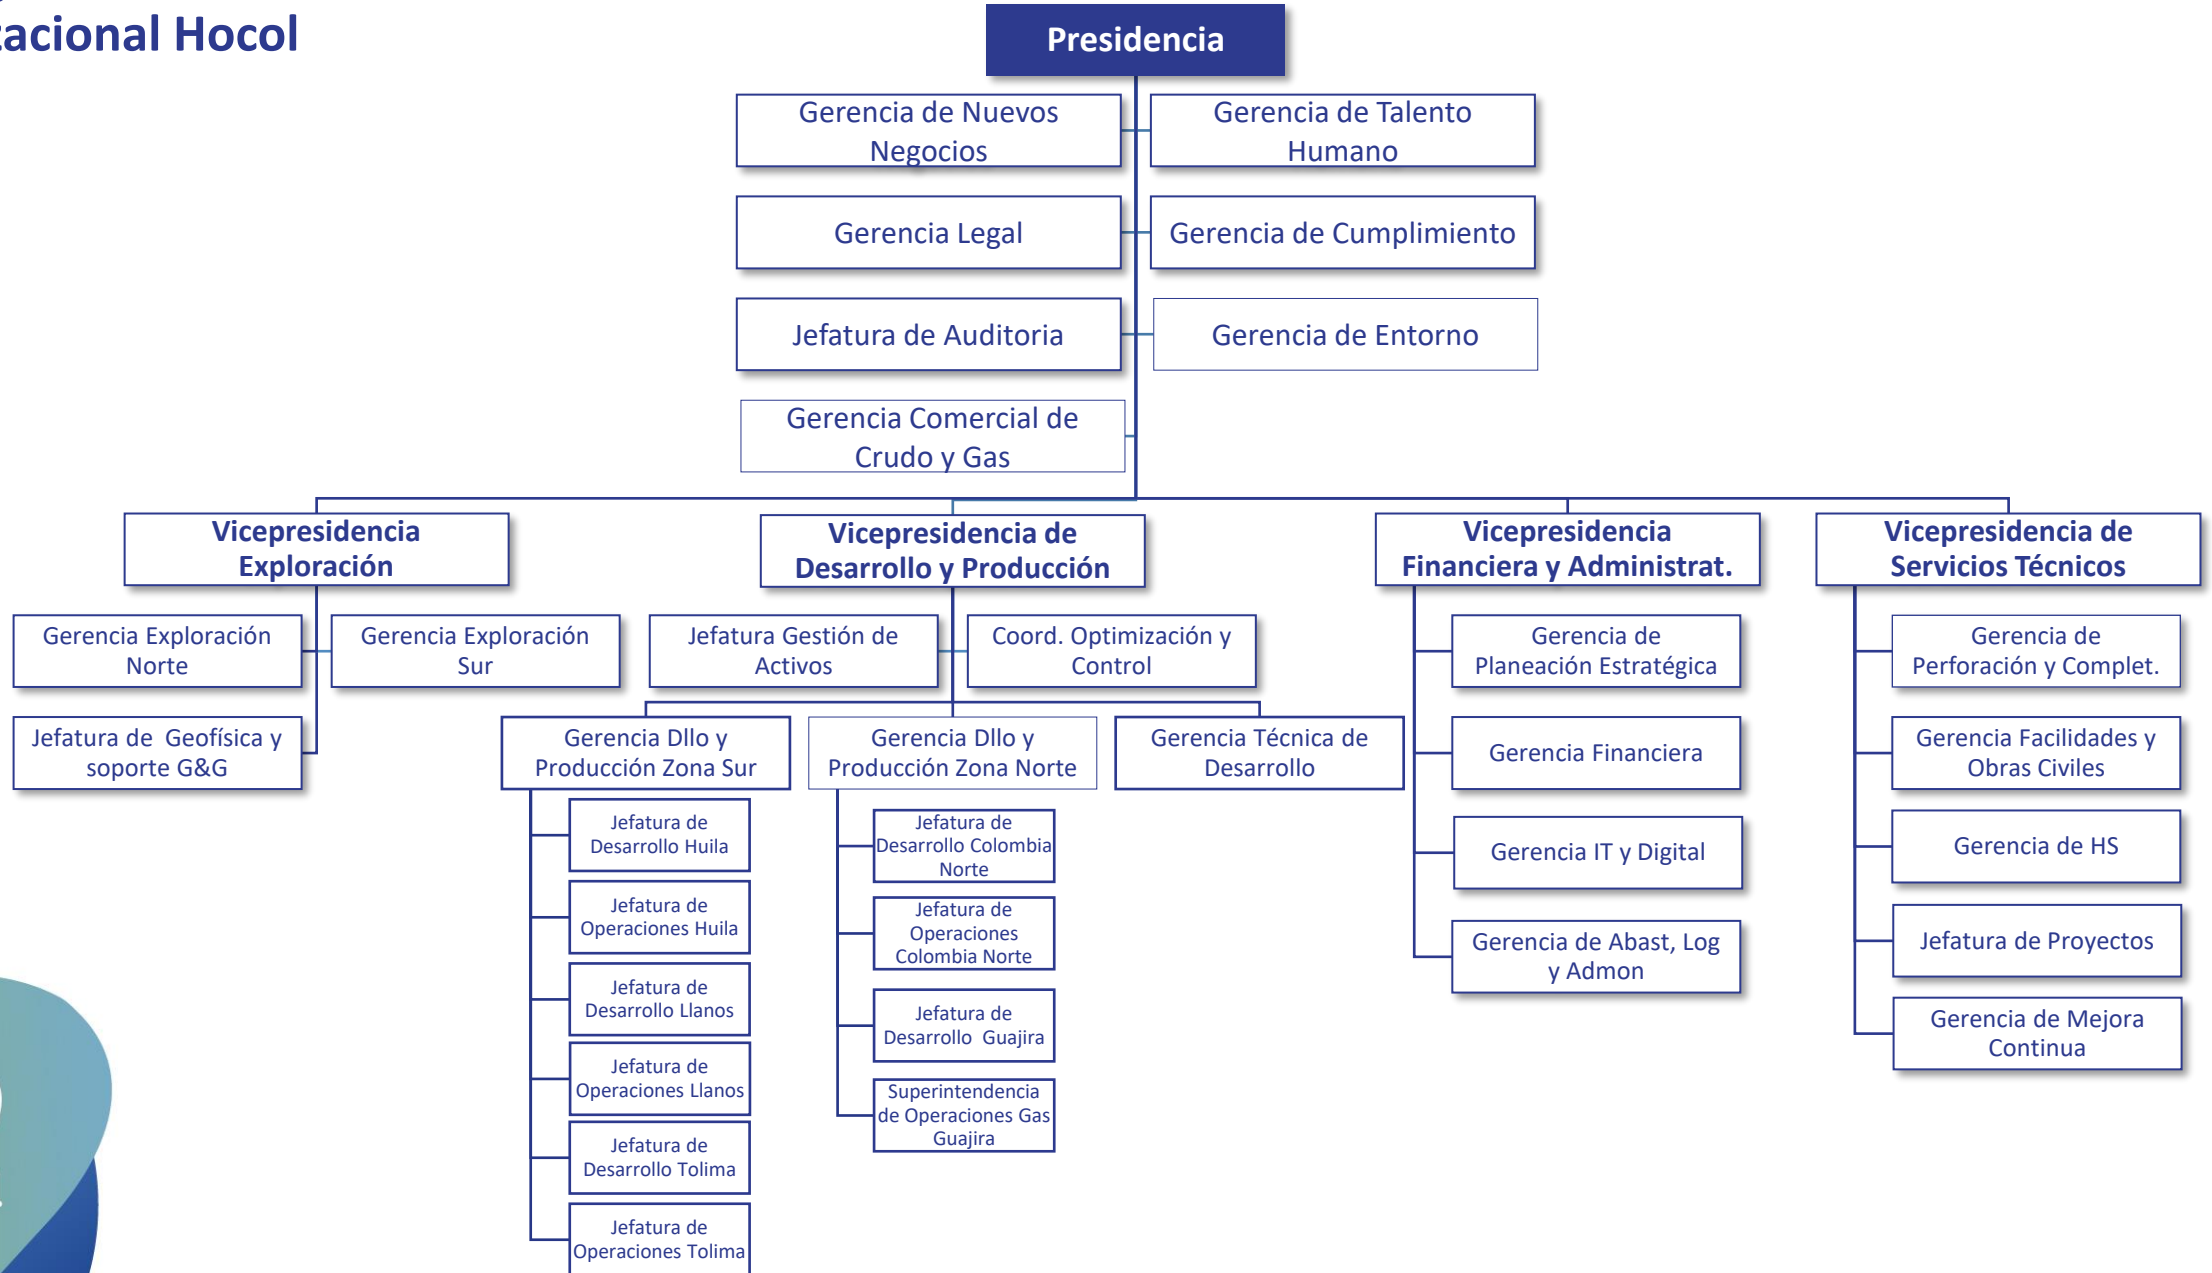 Hocol
Presidencia
Gerencia de Nuevos
Negocios
Gerencia de Talento
Humano
Gerencia Legal
Gerencia de Cumplimiento
Jefatura de Auditoria
Gerencia de Entorno
Gerencia Comercial de
Crudo y Gas
Vicepresidencia
Exploración
Vicepresidencia de
Desarrollo y Producción
Vicepresidencia
Financiera y Administrat.
Vicepresidencia de
Servicios Técnicos
Gerencia Exploración
Norte
Gerencia Exploración
Sur
Jefatura de Geofísica y
soporte G&G
Jefatura Gestión de
Activos
Coord. Optimización y
Control
Gerencia Dllo y
Producción Zona Sur
Gerencia Dllo y
Producción Zona Norte
Gerencia Técnica de
Desarrollo
Jefatura de
Desarrollo Huila
Jefatura de
Operaciones Huila
Jefatura de
Desarrollo Llanos
Jefatura de
Operaciones Llanos
Jefatura de
Desarrollo Tolima
Jefatura de
Operaciones Tolima
Jefatura de
Desarrollo Colombia
Norte
Jefatura de
Operaciones
Colombia Norte
Jefatura de
Desarrollo Guajira
Superintendencia
de Operaciones Gas
Guajira
Gerencia de
Planeación Estratégica
Gerencia Financiera
Gerencia IT y Digital
Gerencia de Abast, Log
y Admon
Gerencia de
Perforación y Complet.
Gerencia Facilidades y
Obras Civiles
Gerencia de HS
Jefatura de Proyectos
Gerencia de Mejora
Continua